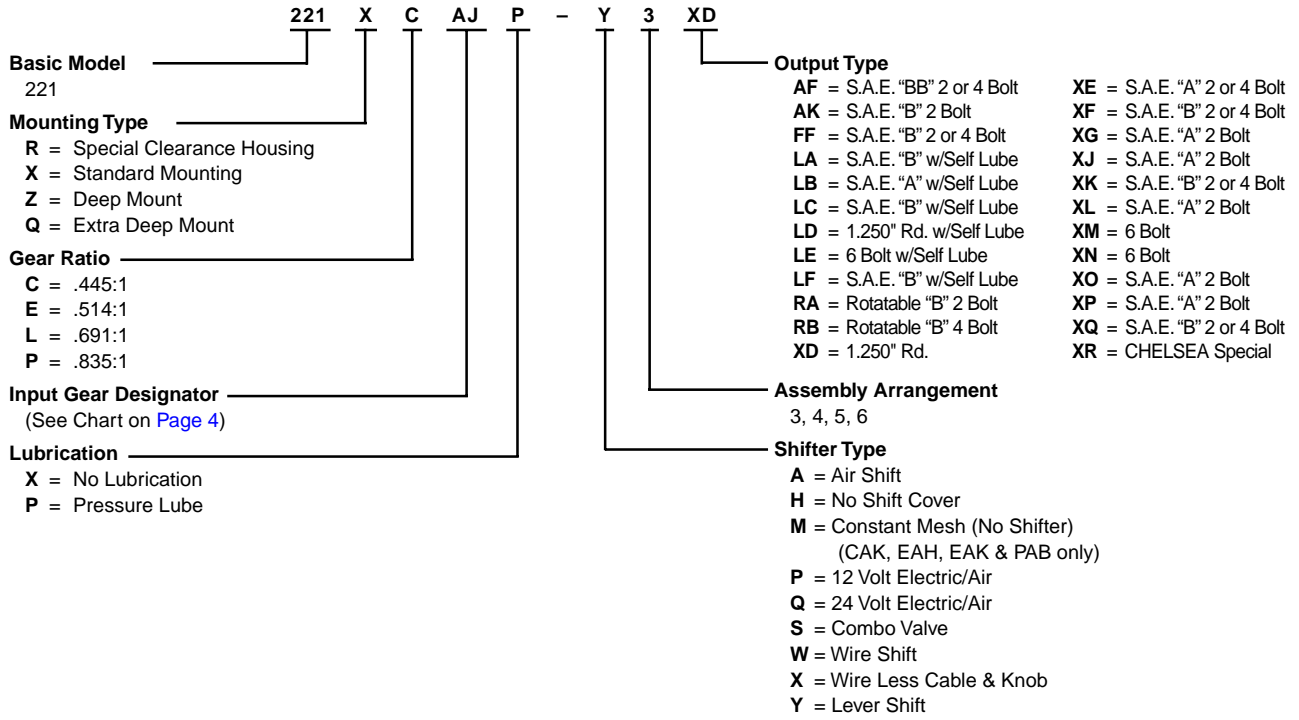 221 X C AJ P – Y 3 XD
Basic Model
221
Mounting Type
R = Special Clearance Housing
X = Standard Mounting
Z = Deep Mount
Q = Extra Deep Mount
Gear Ratio
C = .445:1
E = .514:1
L = .691:1
P = .835:1
Input Gear Designator
(See Chart on Page 4)
Lubrication
X = No Lubrication
P = Pressure Lube
Output Type
AF = S.A.E. “BB” 2 or 4 Bolt
AK = S.A.E. “B” 2 Bolt
FF = S.A.E. “B” 2 or 4 Bolt
LA = S.A.E. “B” w/Self Lube
LB = S.A.E. “A” w/Self Lube
LC = S.A.E. “B” w/Self Lube
LD = 1.250" Rd. w/Self Lube
LE = 6 Bolt w/Self Lube
LF = S.A.E. “B” w/Self Lube
RA = Rotatable “B” 2 Bolt
RB = Rotatable “B” 4 Bolt
XD = 1.250" Rd.
XE = S.A.E. “A” 2 or 4 Bolt
XF = S.A.E. “B” 2 or 4 Bolt
XG = S.A.E. “A” 2 Bolt
XJ = S.A.E. “A” 2 Bolt
XK = S.A.E. “B” 2 or 4 Bolt
XL = S.A.E. “A” 2 Bolt
XM = 6 Bolt
XN = 6 Bolt
XO = S.A.E. “A” 2 Bolt
XP = S.A.E. “A” 2 Bolt
XQ = S.A.E. “B” 2 or 4 Bolt
XR = CHELSEA Special
Assembly Arrangement
3, 4, 5, 6
Shifter Type
A = Air Shift
H = No Shift Cover
M = Constant Mesh (No Shifter)
(CAK, EAH, EAK & PAB only)
P = 12 Volt Electric/Air
Q = 24 Volt Electric/Air
S = Combo Valve
W = Wire Shift
X = Wire Less Cable & Knob
Y = Lever Shift